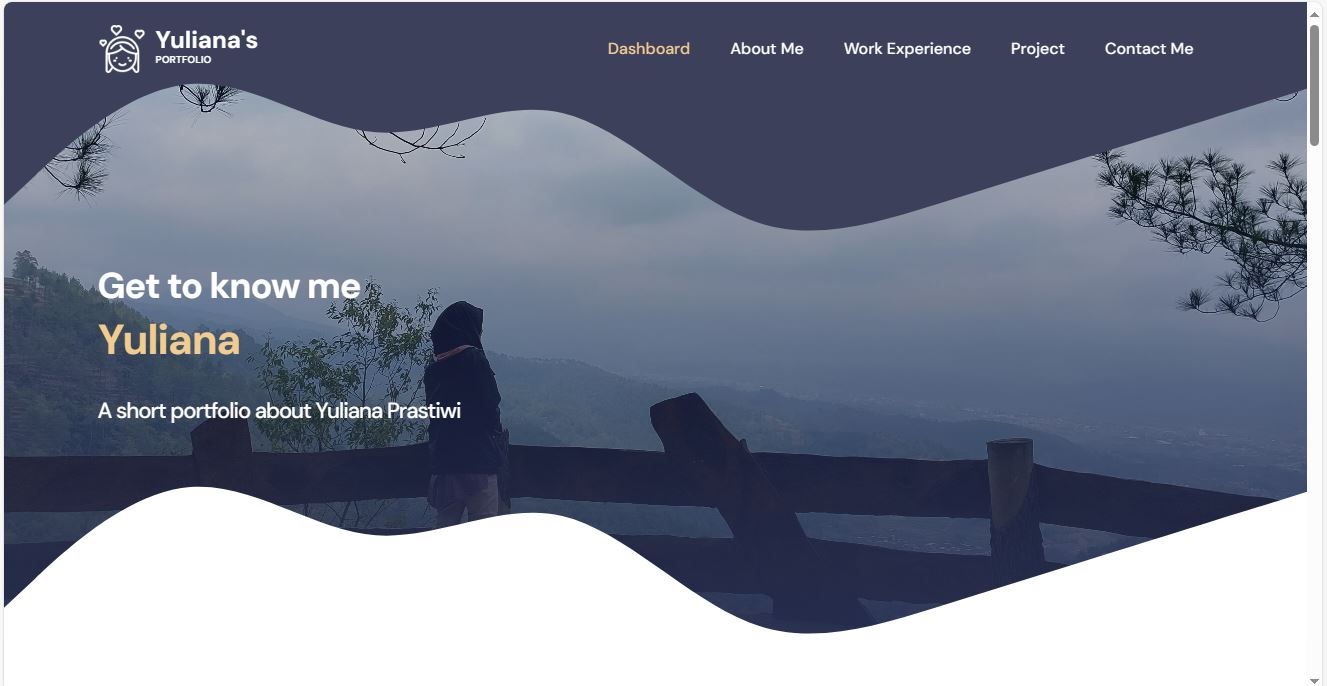 Yuliana's
PORTFOLIO
Dashboard About Me Work Experience Project Contact Me
Get to know me
Yuliana
A short portfolio about Yuliana Prastiwi